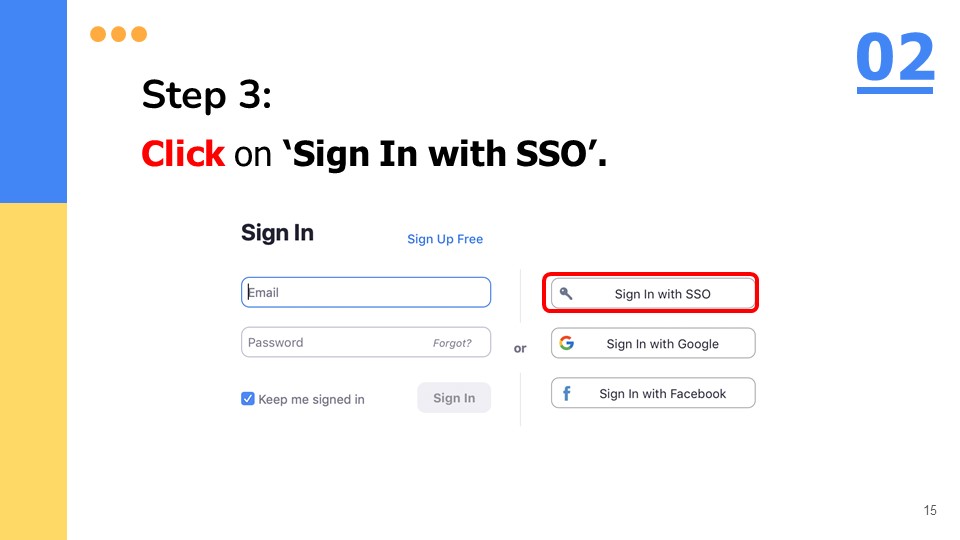 02
Step 3:
Click on ‘Sign In with SSO’.
Sign In
Sign Up Free
Email
Password
Forgot?
Keep me signed in
Sign In
or
Sign In with SSO
Sign In with Google
Sign In with Facebook
15